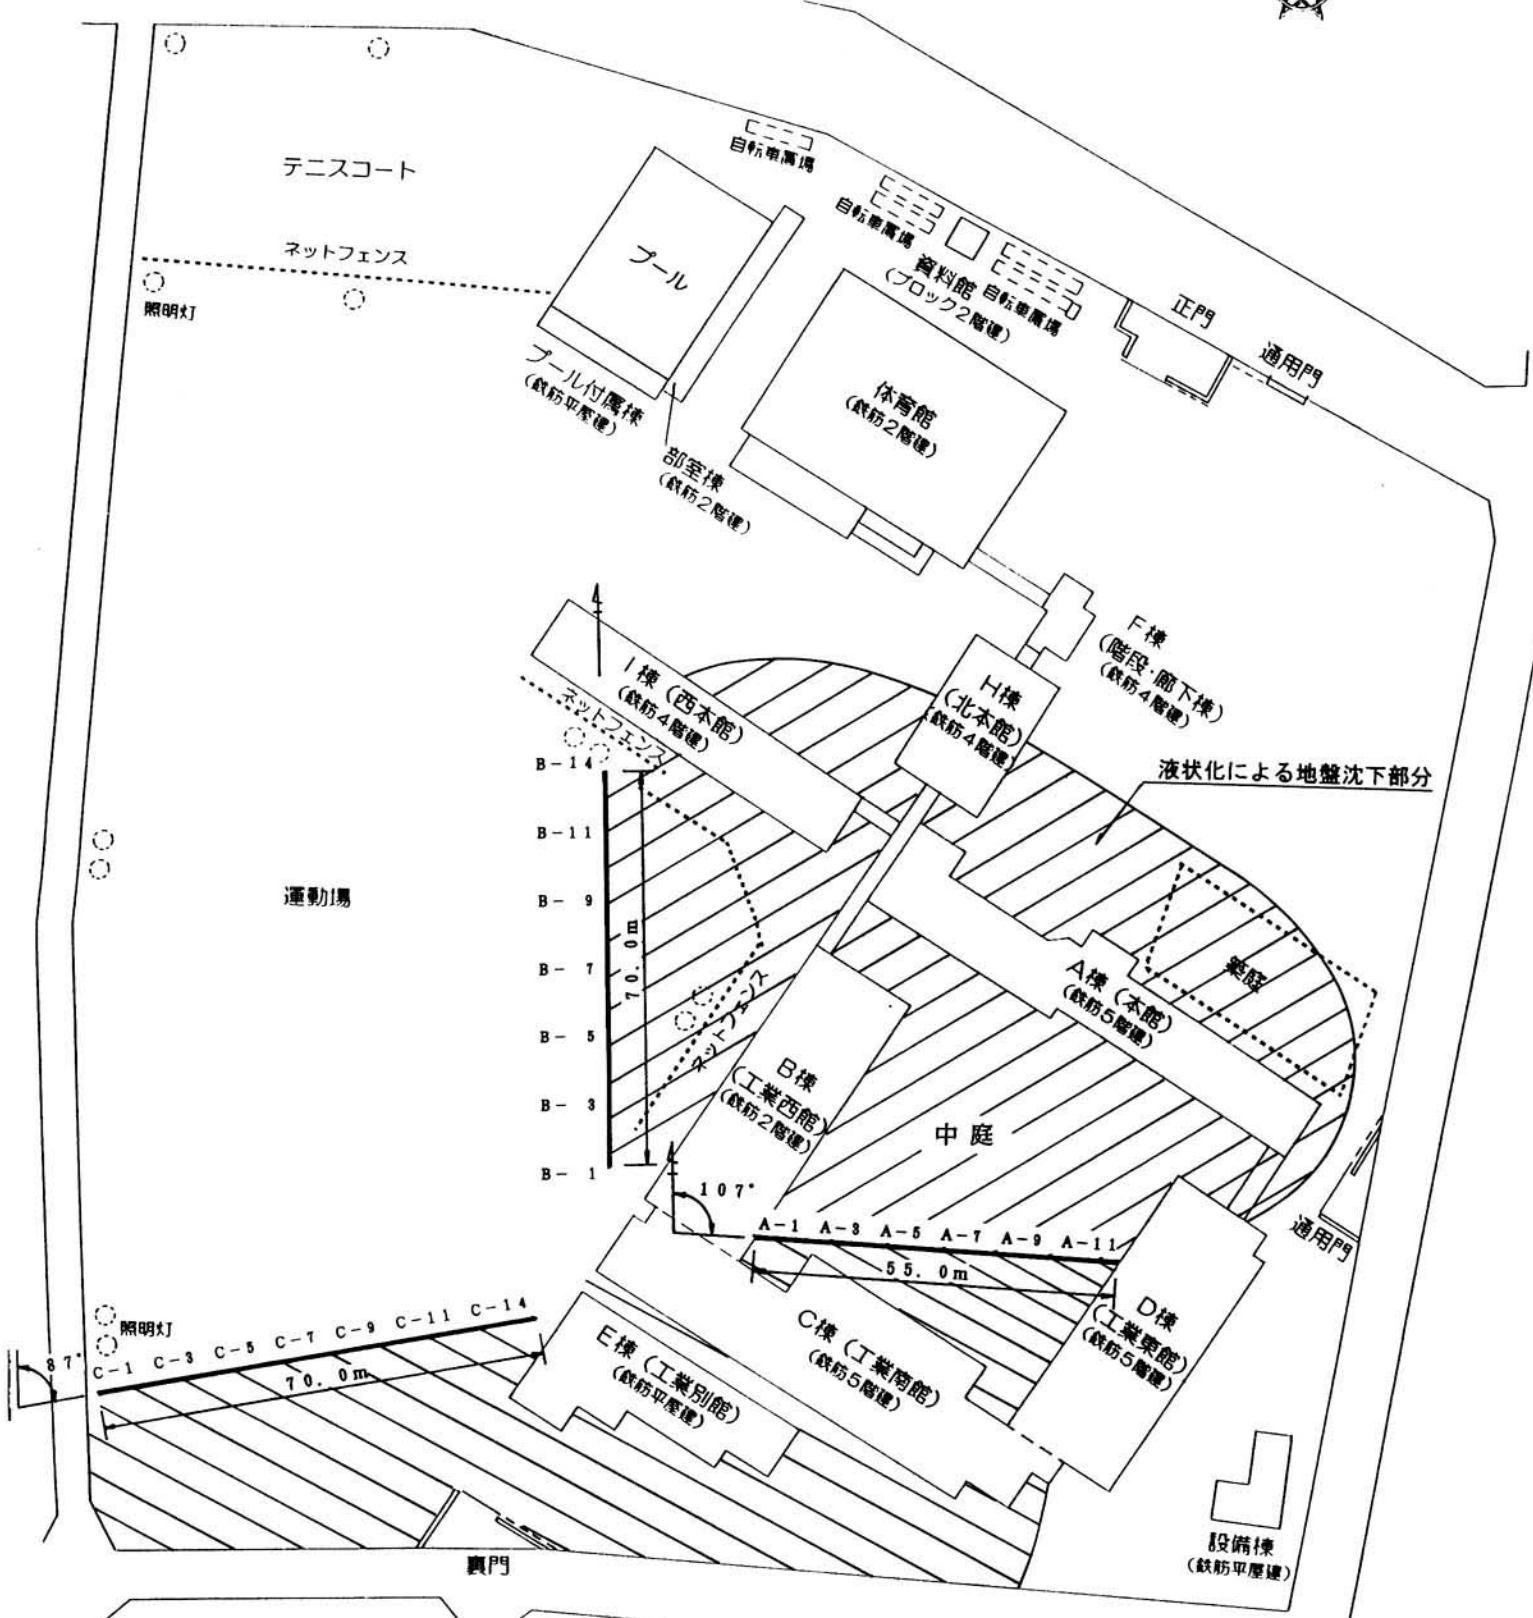 自転車置場
テニスコート
自転車置場
プール
ネットフェンス
資料館
(ブロック2階建)
自転車置場
正門
照明灯
通用門
プール付属棟
(鉄筋平屋建)
体育館
(鉄筋2階建)
部室棟
(鉄筋2階建)
F棟
(階段・廊下棟)
(鉄筋4階建)
I棟(西本館)
(鉄筋4階建)
H棟
(北本館)
(鉄筋4階建)
ネットフェンス
液状化による地盤沈下部分
B-14
B-11
B- 9
B- 7
B- 5
B- 3
B- 1
70.0m
運動場
ネットフェンス
築庭
A棟(本館)
(鉄筋5階建)
B棟
(工業西館)
(鉄筋2階建)
中庭
107°
A-1 A-3 A-5 A-7 A-9 A-11
55.0m
通用門
照明灯
87°
C-1 C-3 C-5 C-7 C-9 C-11 C-14
70.0m
E棟(工業別館)
(鉄筋平屋建)
C棟(工業南館)
(鉄筋5階建)
D棟
(工業東館)
(鉄筋5階建)
設備棟
(鉄筋平屋建)
裏門